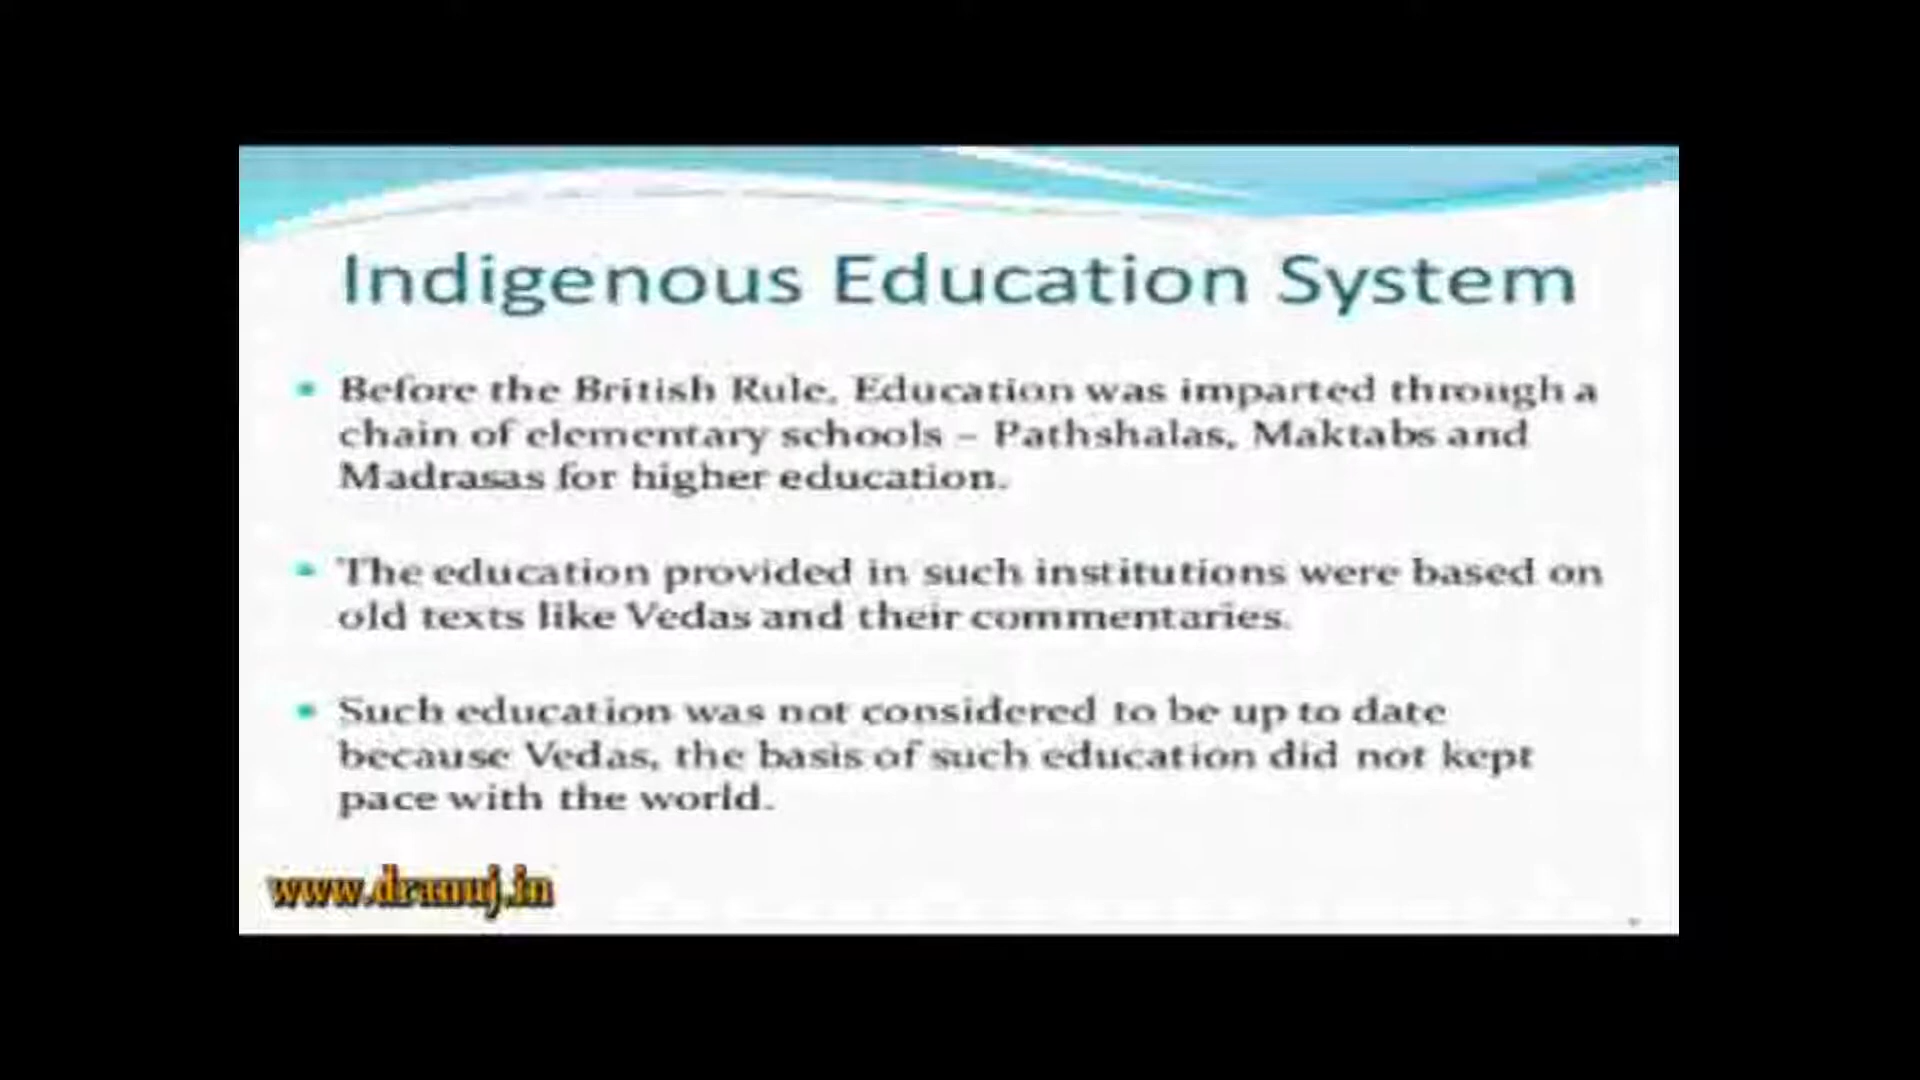 Indigenous Education System
Before the British Rule, Education was imparted through a
chain of elementary schools – Pathshalas, Maktabs and
Madrasas for higher education.
The education provided in such institutions were based on
old texts like Vedas and their commentaries.
Such education was not considered to be up to date
because Vedas, the basis of such education did not kept
pace with the world.
www.dranuj.in